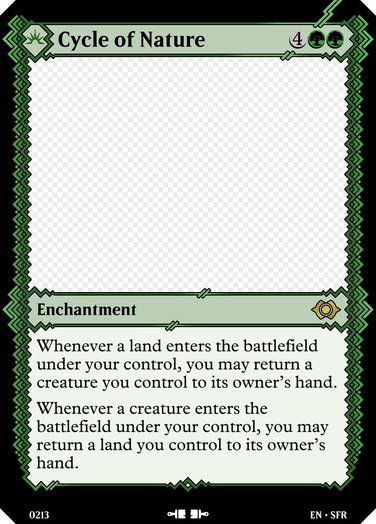 Cycle of Nature 4
Enchantment
Whenever a land enters the battlefield
under your control, you may return a
creature you control to its owner's hand.
Whenever a creature enters the
battlefield under your control, you may
return a land you control to its owner's
hand.
0213 EN • SFR